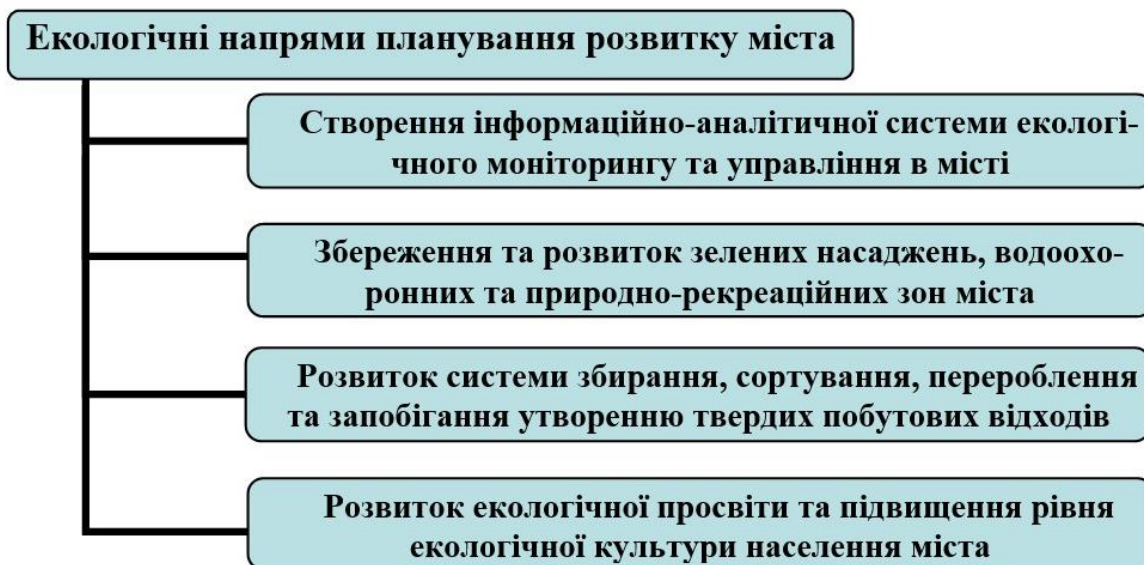 Екологічні напрями планування розвитку міста
Створення інформаційно-аналітичної системи екологі-
чного моніторингу та управління в місті
Збереження та розвиток зелених насаджень, водоохо-
ронних та природно-рекреаційних зон міста
Розвиток системи збирання, сортування, перероблення
та запобігання утворенню твердих побутових відходів
Розвиток екологічної просвіти та підвищення рівня
екологічної культури населення міста